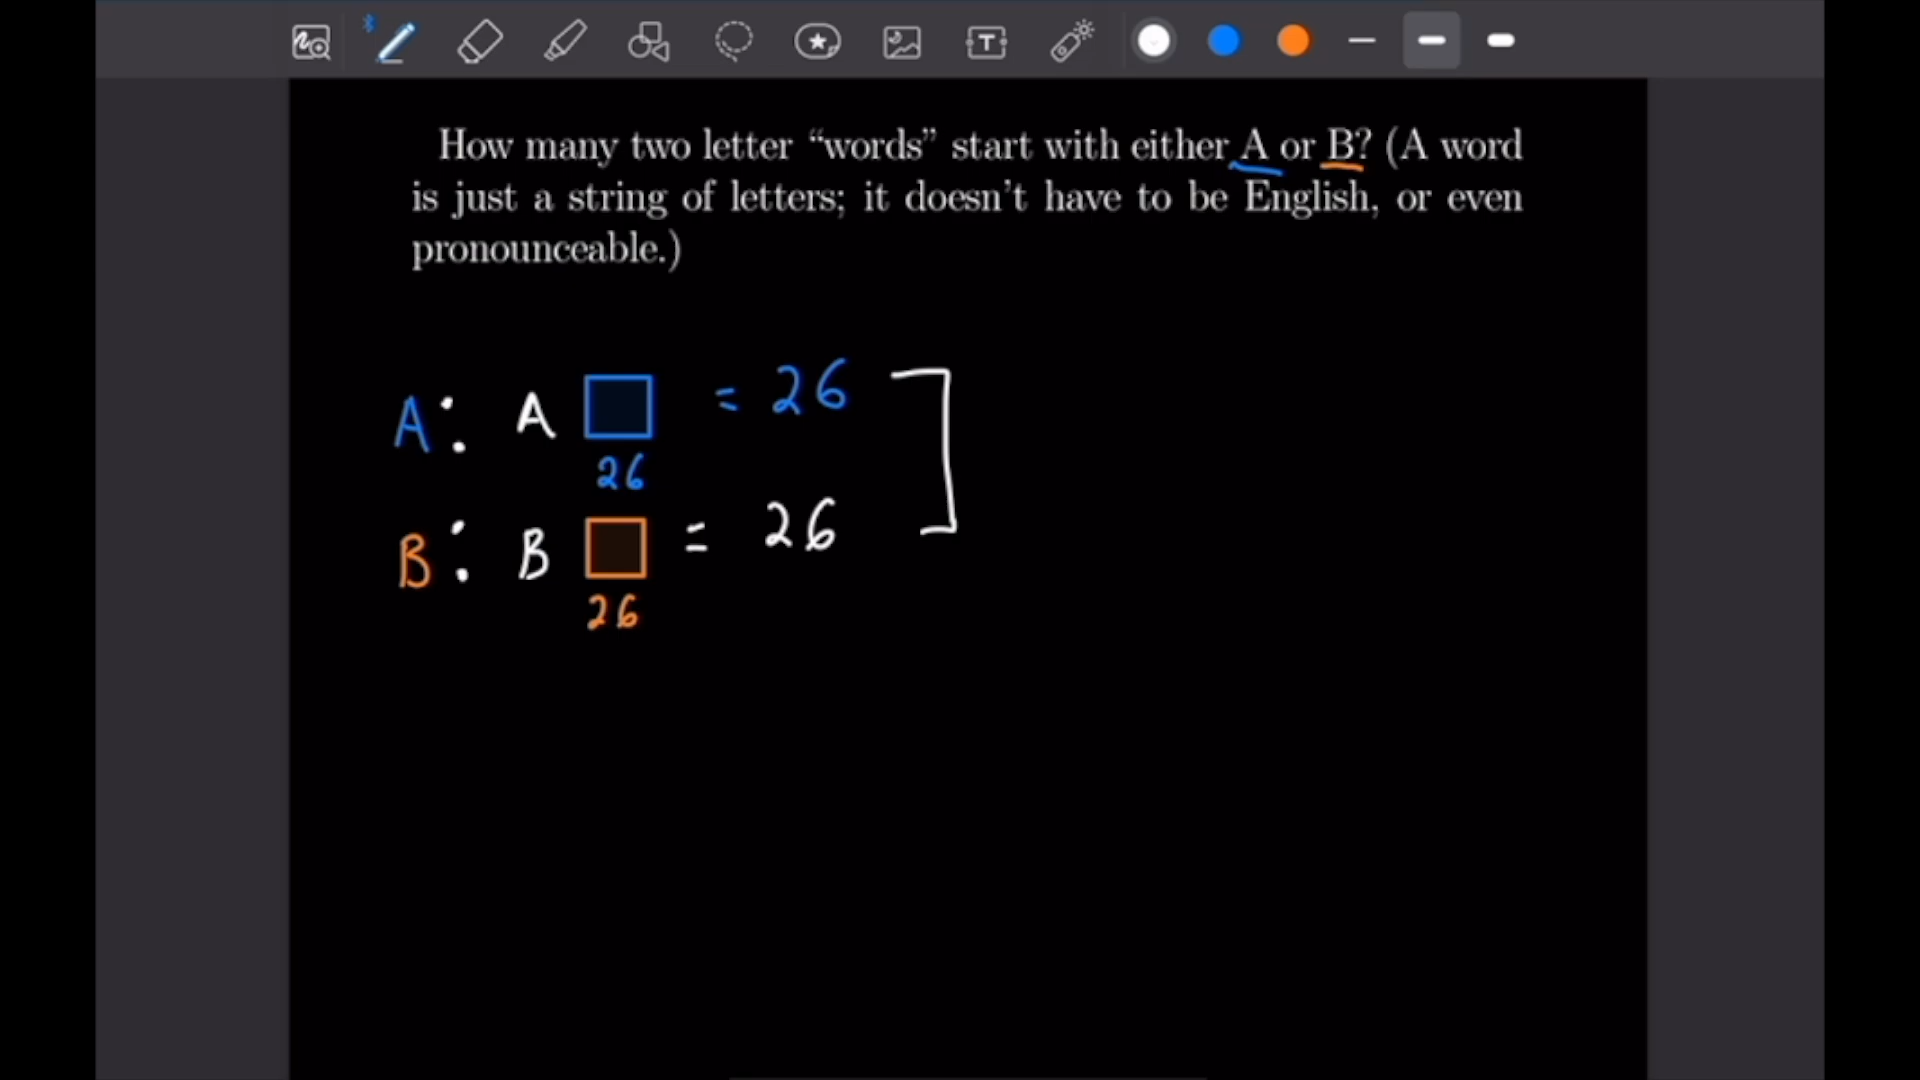 How many two letter “words” start with either A or B? (A word
is just a string of letters; it doesn’t have to be English, or even
pronounceable.)
A: A = 26
26
B: B = 26
26